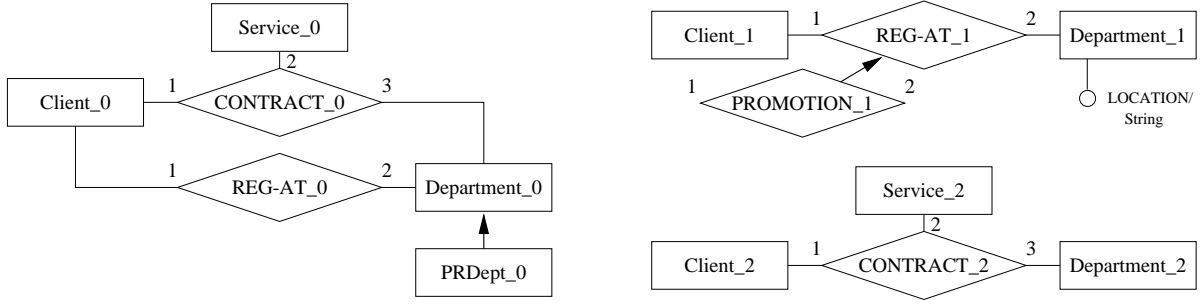 Service_0
2
1
3
Client_0
CONTRACT_0
1
2
REG-AT_0
Department_0
PRDept_0
1
2
Client_1
REG-AT_1
Department_1
1
2
PROMOTION_1
LOCATION/
String
Service_2
2
1
3
Client_2
CONTRACT_2
Department_2